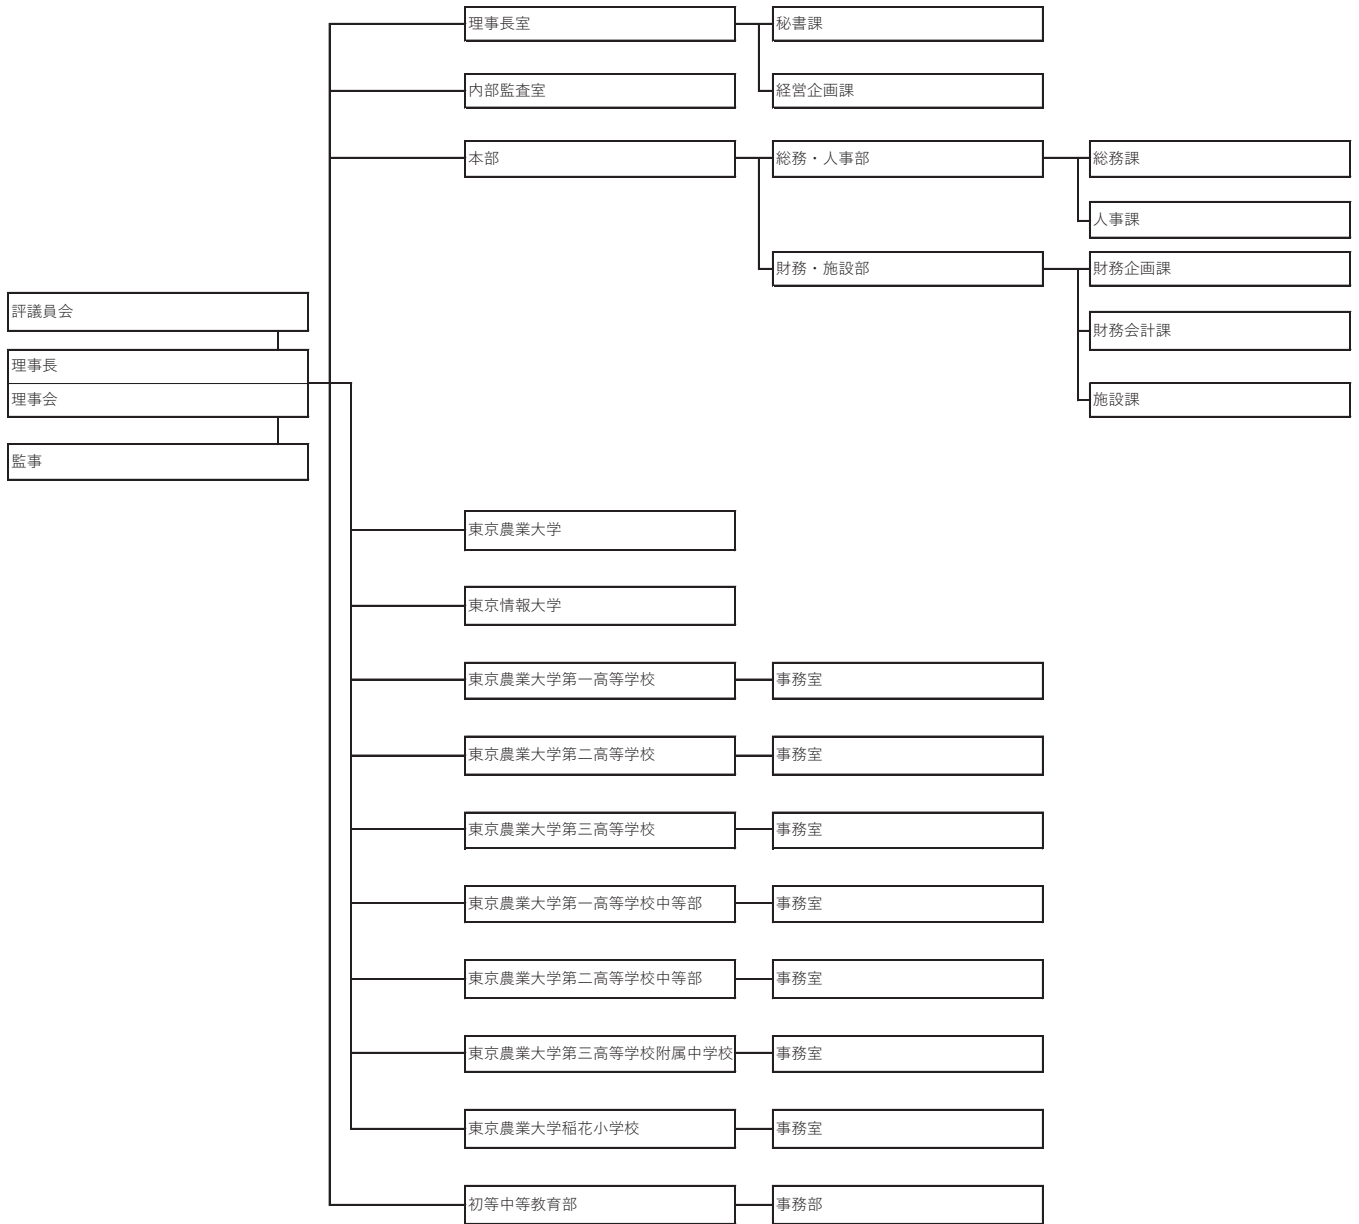 理事長室
秘書課
内部監査室
経営企画課
本部
総務・人事部
総務課
人事課
財務・施設部
財務企画課
評議員会
財務会計課
理事長
理事会
施設課
監事
東京農業大学
東京情報大学
東京農業大学第一高等学校
事務室
東京農業大学第二高等学校
事務室
東京農業大学第三高等学校
事務室
東京農業大学第一高等学校中等部
事務室
東京農業大学第二高等学校中等部
事務室
東京農業大学第三高等学校附属中学校
事務室
東京農業大学稲花小学校
事務室
初等中等教育部
事務部